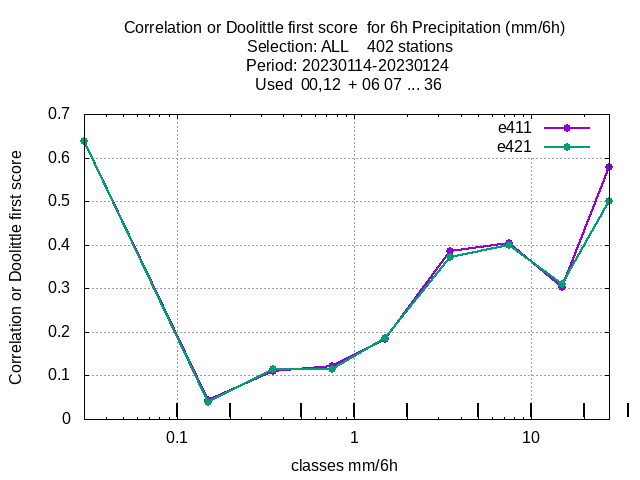 Correlation or Doolittle first score  for 6h Precipitation (mm/6h)
Selection: ALL    402 stations
Period: 20230114-20230124
Used  00,12  + 06 07 ... 36
e411
e421
Correlation or Doolittle first score
0.7
0.6
0.5
0.4
0.3
0.2
0.1
0
0.1
1
10
classes mm/6h